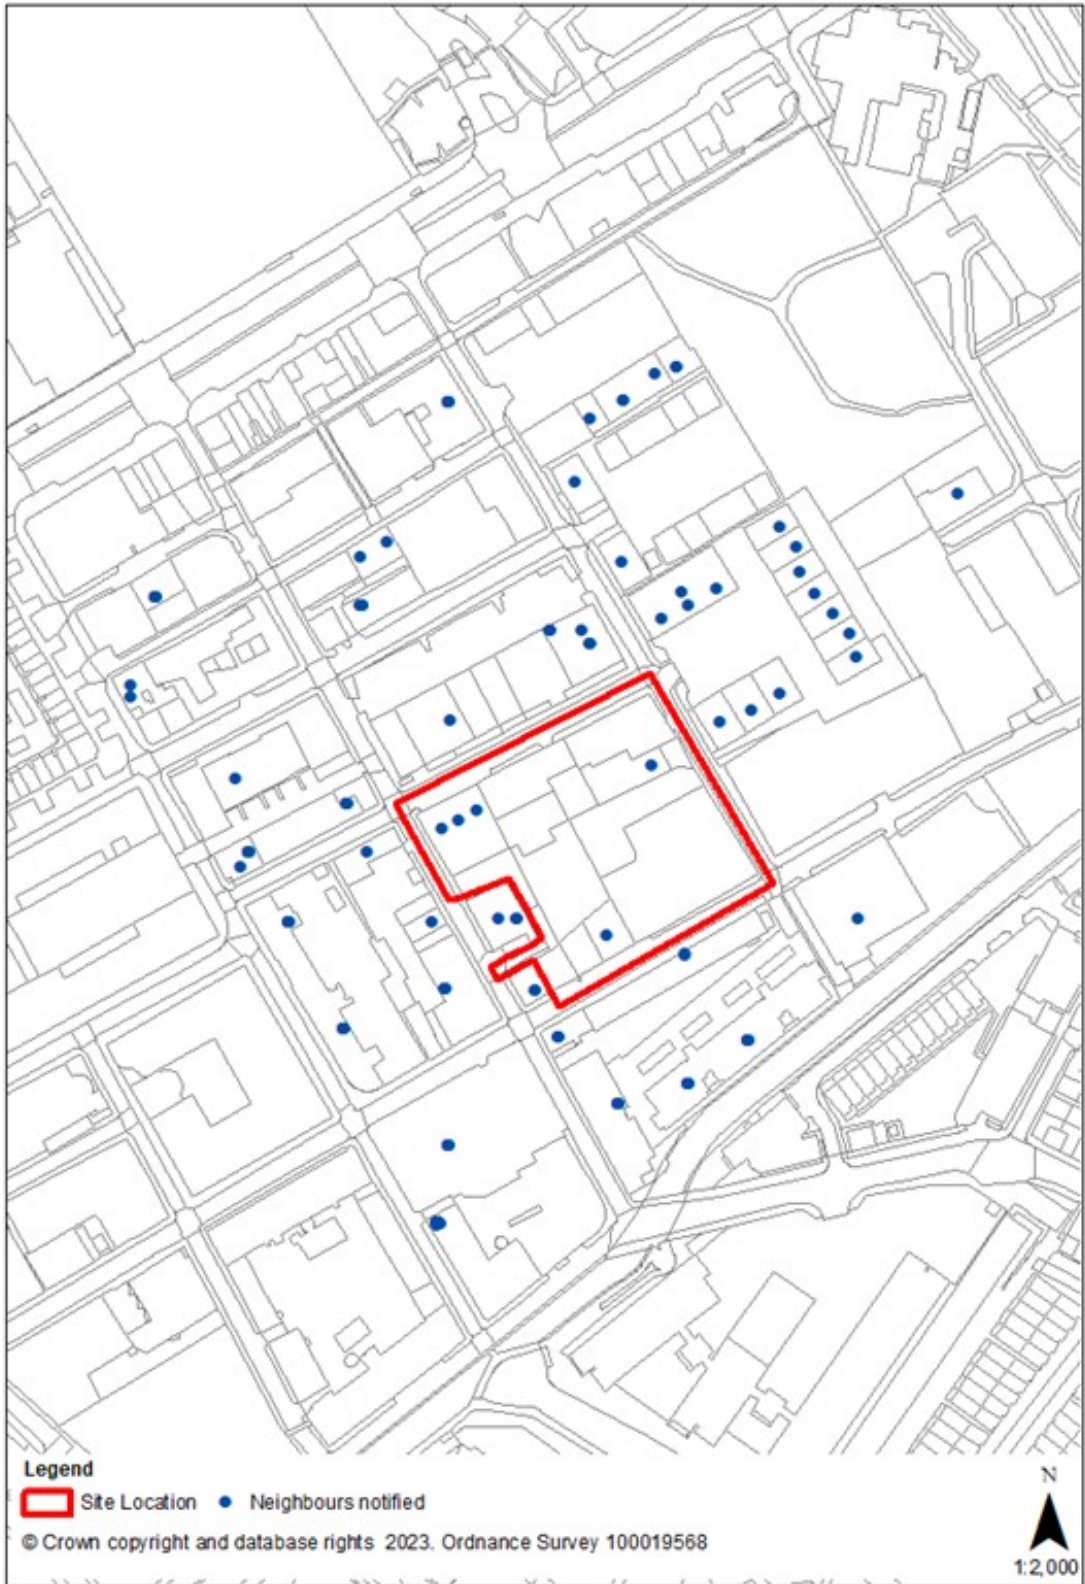 Legend
Site Location
Neighbours notified
© Crown copyright and database rights 2023. Ordnance Survey 100019568
N
1:2,000